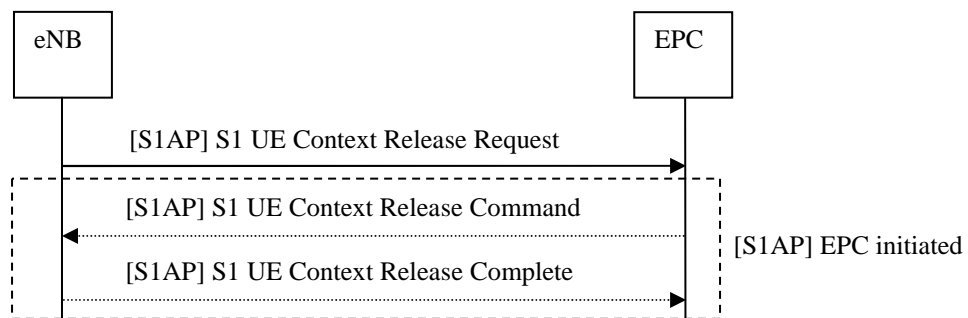 eNB
EPC
[S1AP] S1 UE Context Release Request
[S1AP] S1 UE Context Release Command
[S1AP] EPC initiated
[S1AP] S1 UE Context Release Complete